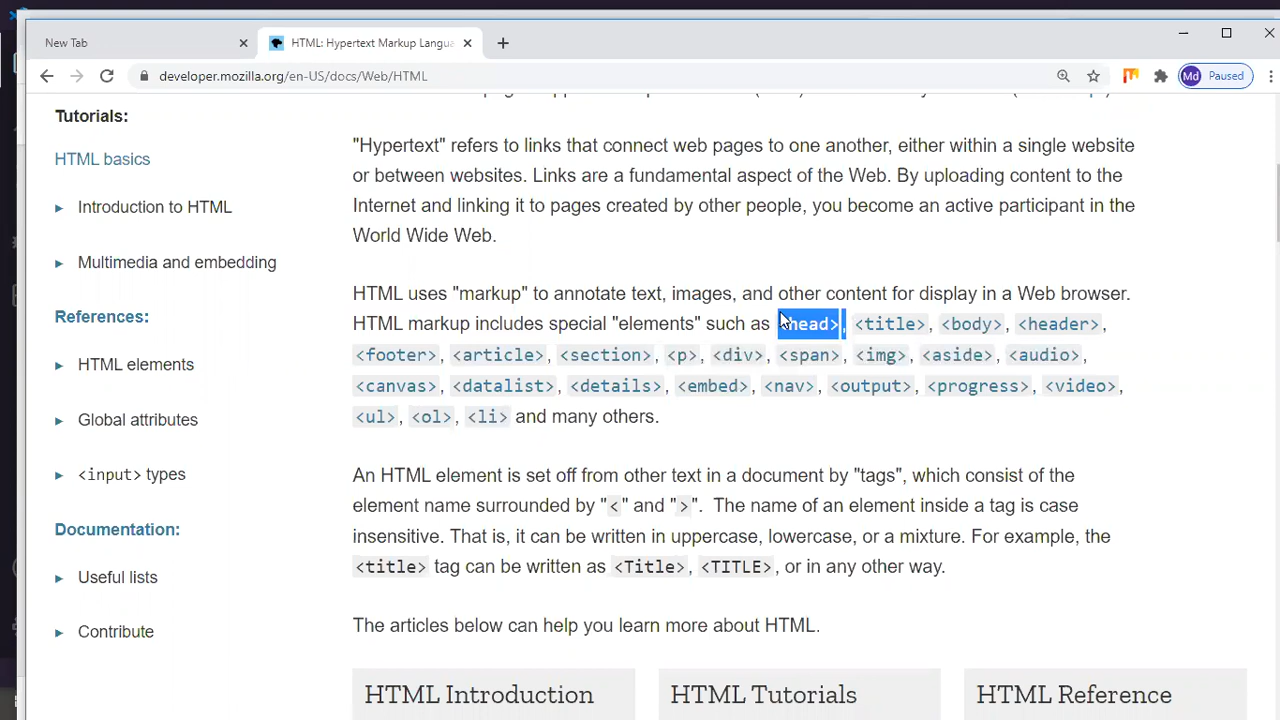 New Tab
HTML: Hypertext Markup Langua
developer.mozilla.org/en-US/docs/Web/HTML
Md Paused
Tutorials:
HTML basics
Introduction to HTML
Multimedia and embedding
References:
HTML elements
Global attributes
<input> types
Documentation:
Useful lists
Contribute
"Hypertext" refers to links that connect web pages to one another, either within a single website
or between websites. Links are a fundamental aspect of the Web. By uploading content to the
Internet and linking it to pages created by other people, you become an active participant in the
World Wide Web.
HTML uses "markup" to annotate text, images, and other content for display in a Web browser.
HTML markup includes special "elements" such as <head>, <title>, <body>, <header>,
<footer>, <article>, <section>, <p>, <div>, <span>, <img>, <aside>, <audio>,
<canvas>, <datalist>, <details>, <embed>, <nav>, <output>, <progress>, <video>,
<ul>, <ol>, <li> and many others.
An HTML element is set off from other text in a document by "tags", which consist of the
element name surrounded by "<" and ">". The name of an element inside a tag is case
insensitive. That is, it can be written in uppercase, lowercase, or a mixture. For example, the
<title> tag can be written as <Title>, <TITLE>, or in any other way.
The articles below can help you learn more about HTML.
HTML Introduction
HTML Tutorials
HTML Reference